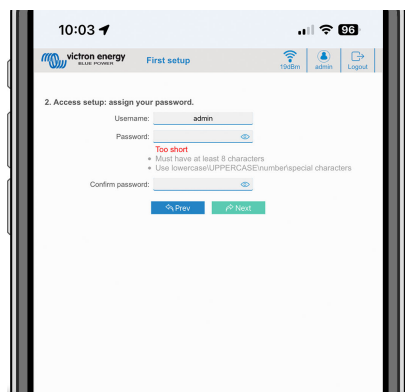 10:03
96
victron energy
BLUE POWER
First setup
19dBm
admin
Logout
2. Access setup: assign your password.
Username: admin
Password:
Too short
Must have at least 8 characters
Use lowercase\UPPERCASE\number\special characters
Confirm password:
Prev
Next